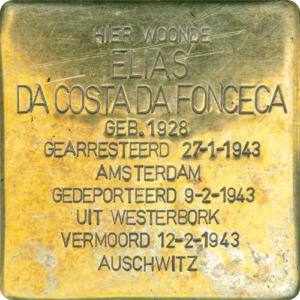 HIER WOONDE
ELIAS
DA COSTA DA FONCECA
GEB. 1928
GEARRESTEERD 27-1-1943
AMSTERDAM
GEDEPORTEERD 9-2-1943
UIT WESTERBORK
VERMOORD 12-2-1943
AUSCHWITZ